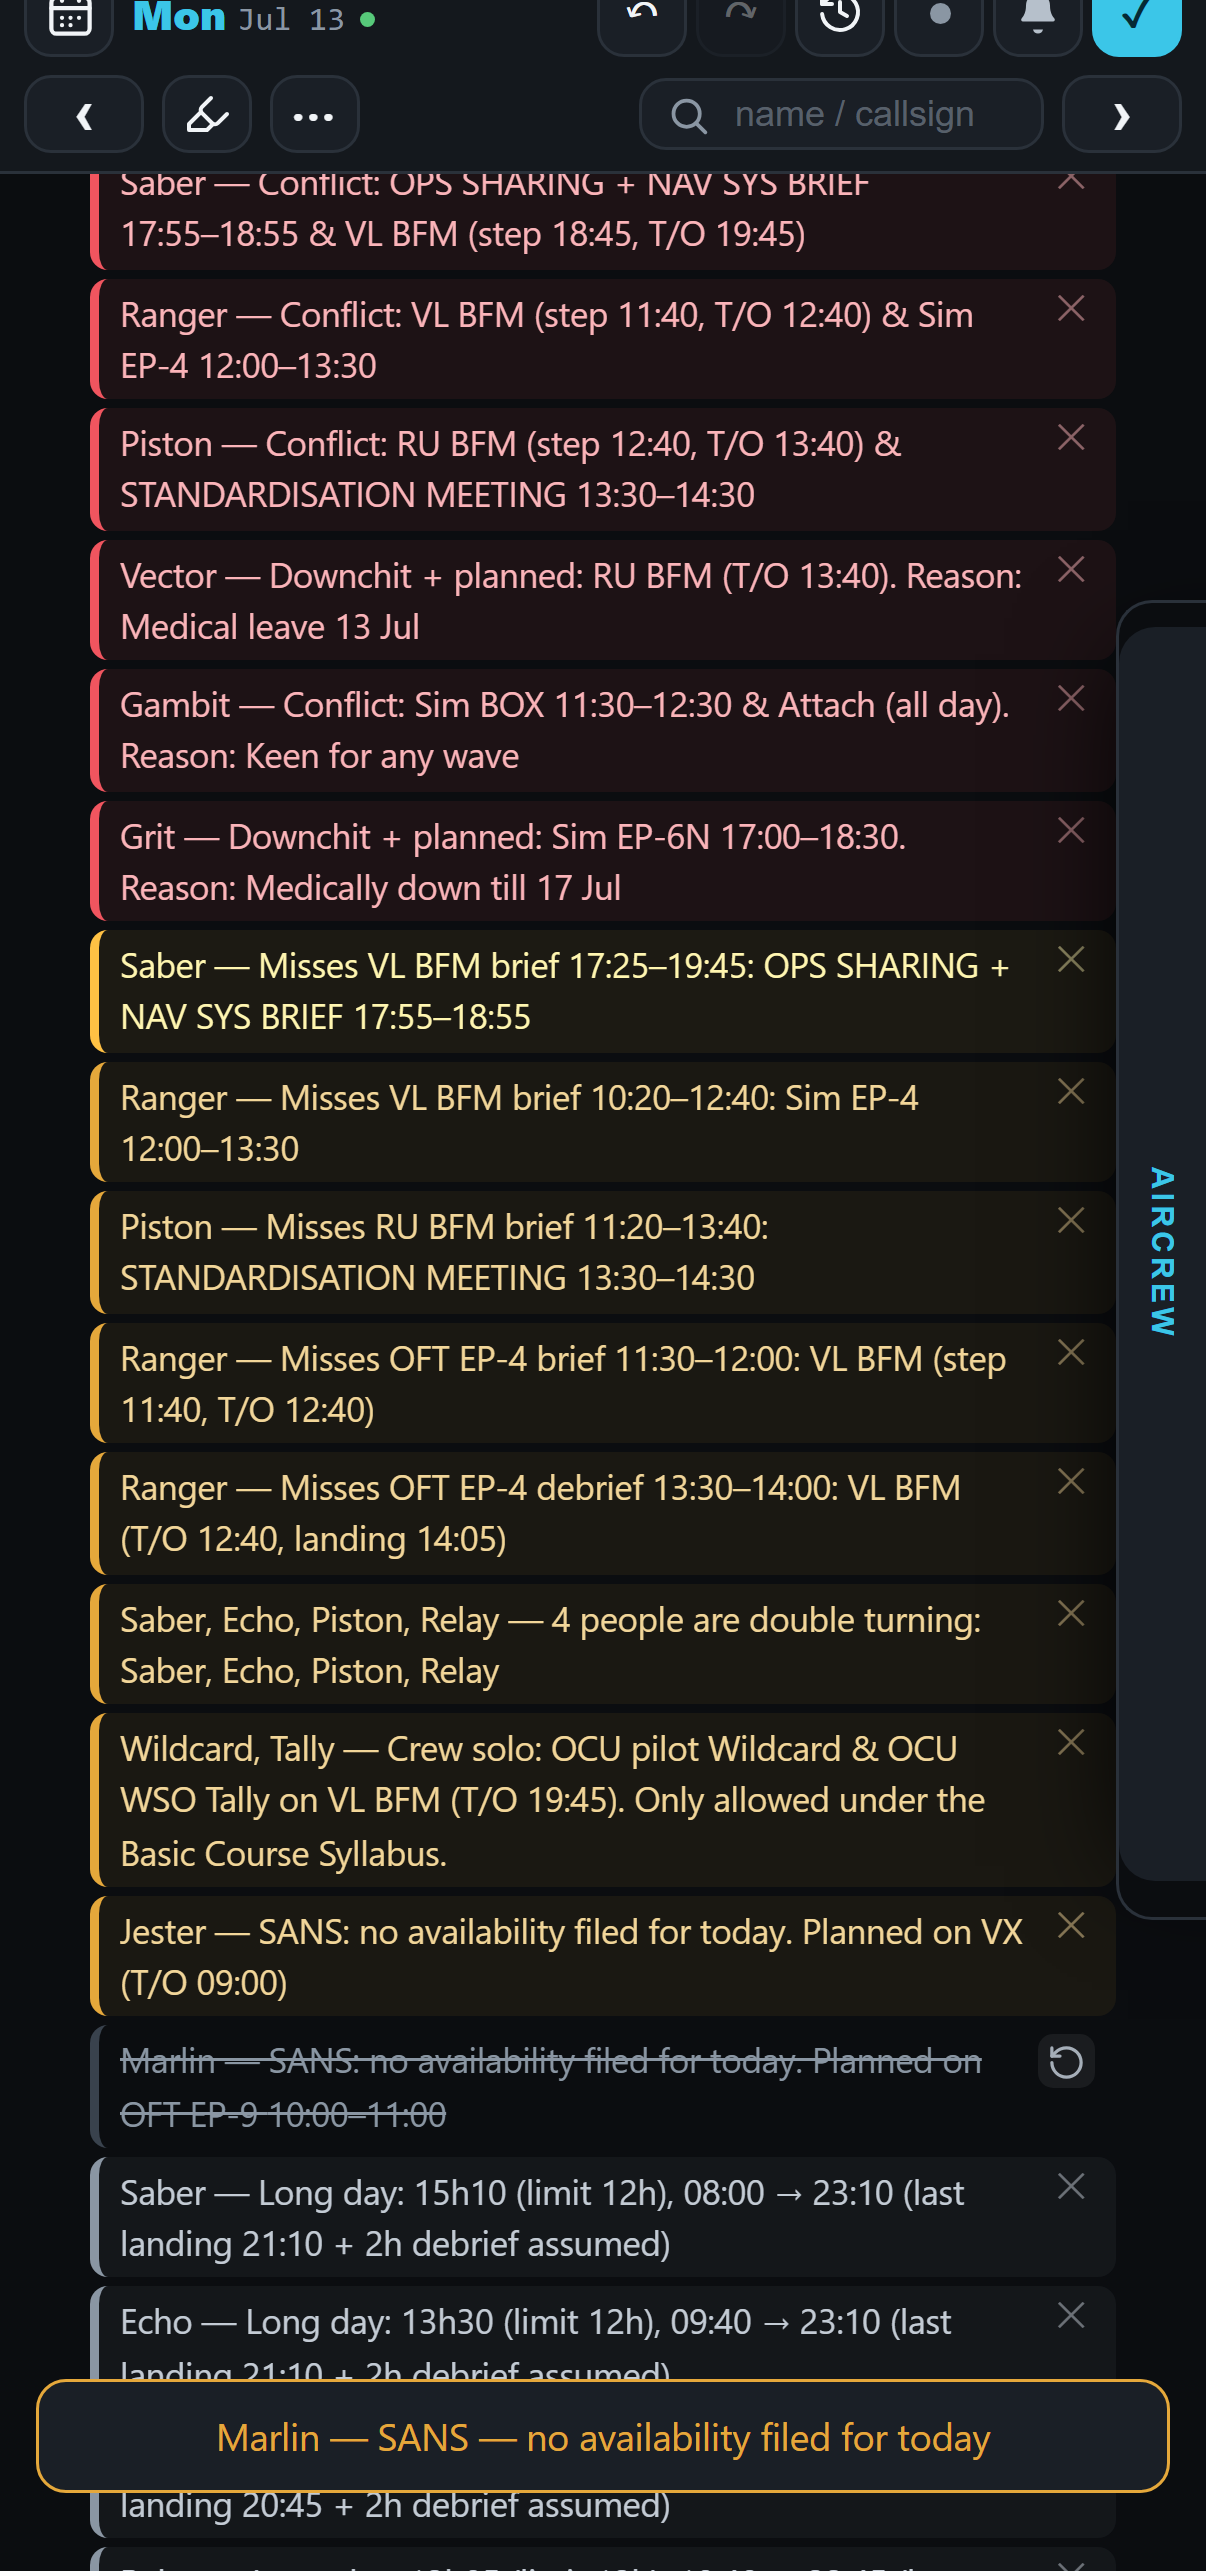 Mon Jul 13
name / callsign
Saber — Conflict: OPS SHARING + NAV SYS BRIEF
17:55–18:55 & VL BFM (step 18:45, T/O 19:45)
Ranger — Conflict: VL BFM (step 11:40, T/O 12:40) & Sim
EP-4 12:00–13:30
Piston — Conflict: RU BFM (step 12:40, T/O 13:40) &
STANDARDISATION MEETING 13:30–14:30
Vector — Downchit + planned: RU BFM (T/O 13:40). Reason:
Medical leave 13 Jul
Gambit — Conflict: Sim BOX 11:30–12:30 & Attach (all day).
Reason: Keen for any wave
Grit — Downchit + planned: Sim EP-6N 17:00–18:30.
Reason: Medically down till 17 Jul
Saber — Misses VL BFM brief 17:25–19:45: OPS SHARING +
NAV SYS BRIEF 17:55–18:55
Ranger — Misses VL BFM brief 10:20–12:40: Sim EP-4
12:00–13:30
Piston — Misses RU BFM brief 11:20–13:40:
STANDARDISATION MEETING 13:30–14:30
AIRCREW
Ranger — Misses OFT EP-4 brief 11:30–12:00: VL BFM (step
11:40, T/O 12:40)
Ranger — Misses OFT EP-4 debrief 13:30–14:00: VL BFM
(T/O 12:40, landing 14:05)
Saber, Echo, Piston, Relay — 4 people are double turning:
Saber, Echo, Piston, Relay
Wildcard, Tally — Crew solo: OCU pilot Wildcard & OCU
WSO Tally on VL BFM (T/O 19:45). Only allowed under the
Basic Course Syllabus.
Jester — SANS: no availability filed for today. Planned on VX
(T/O 09:00)
Marlin — SANS: no availability filed for today. Planned on
OFT EP-9 10:00–11:00
Saber — Long day: 15h10 (limit 12h), 08:00 → 23:10 (last
landing 21:10 + 2h debrief assumed)
Echo — Long day: 13h30 (limit 12h), 09:40 → 23:10 (last
landing 21:10 + 2h debrief assumed)
Marlin — SANS — no availability filed for today
landing 20:45 + 2h debrief assumed)